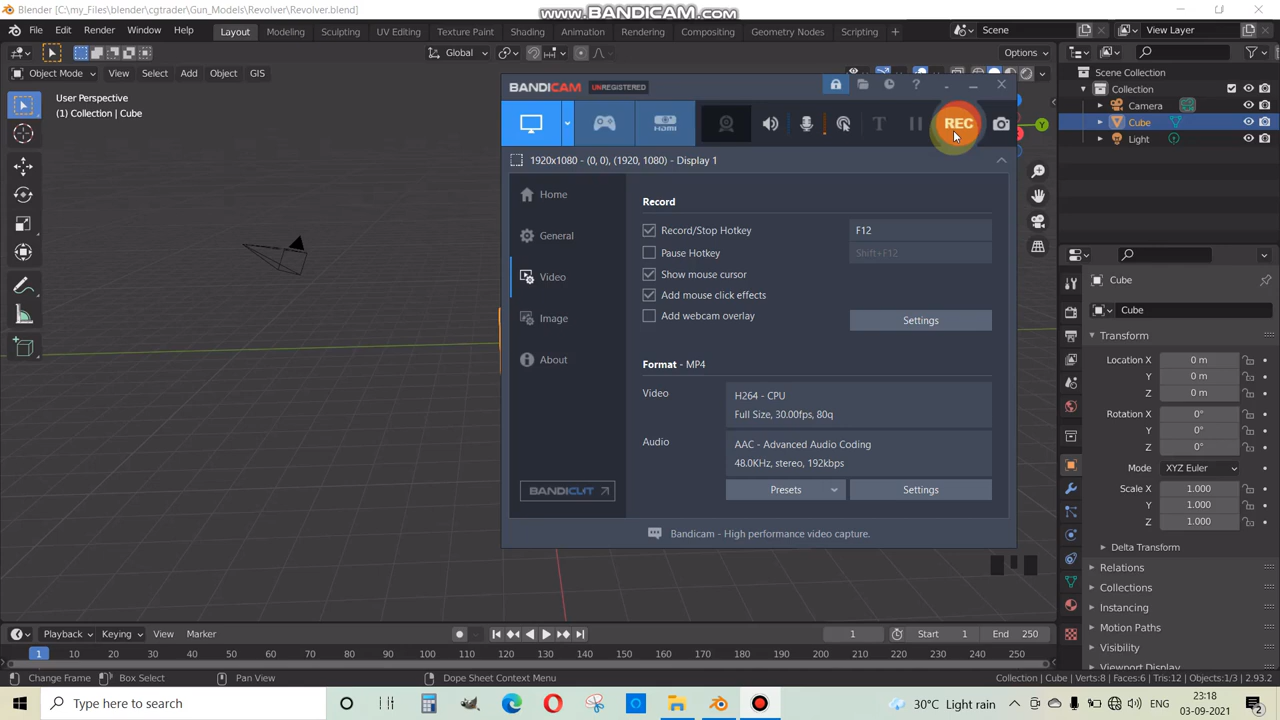 Blender [C:\my_Files\blender\cgtrader\Gun_Models\Revolver\Revolver.blend]
www.BANDICAM.com
File Edit Render Window Help Layout Modeling Sculpting UV Editing Texture Paint Shading Animation Rendering Compositing Geometry Nodes Scripting + Scene View Layer
Global Options
Object Mode View Select Add Object GIS
User Perspective
(1) Collection | Cube
Scene Collection
Collection
Camera
Cube
Light
BANDICAM UNREGISTERED
HDMI T REC
1920x1080 - (0, 0), (1920, 1080) - Display 1
Home
General
Video
Image
About
BANDICUT
Record
Record/Stop Hotkey F12
Pause Hotkey Shift+F12
Show mouse cursor
Add mouse click effects
Add webcam overlay
Settings
Format - MP4
Video H264 - CPU
Full Size, 30.00fps, 80q
Audio AAC - Advanced Audio Coding
48.0KHz, stereo, 192kbps
Presets Settings
Bandicam - High performance video capture.
Y
Cube
Cube
Transform
Location X 0 m
Y 0 m
Z 0 m
Rotation X 0°
Y 0°
Z 0°
Mode XYZ Euler
Scale X 1.000
Y 1.000
Z 1.000
Delta Transform
Relations
Collections
Instancing
Motion Paths
Visibility
Viewport Display
Playback Keying View Marker 1 Start 1 End 250
1 10 20 30 40 50 60 70 80 90 100 110 120 130 140 150 160 170 180 190 200 210 220 230 240 250
Change Frame Box Select Pan View Dope Sheet Context Menu Collection | Cube | Verts:8 | Faces:6 | Tris:12 | Objects:1/3 | 2.93.2
Type here to search
30°C Light rain ENG
23:18
03-09-2021
2